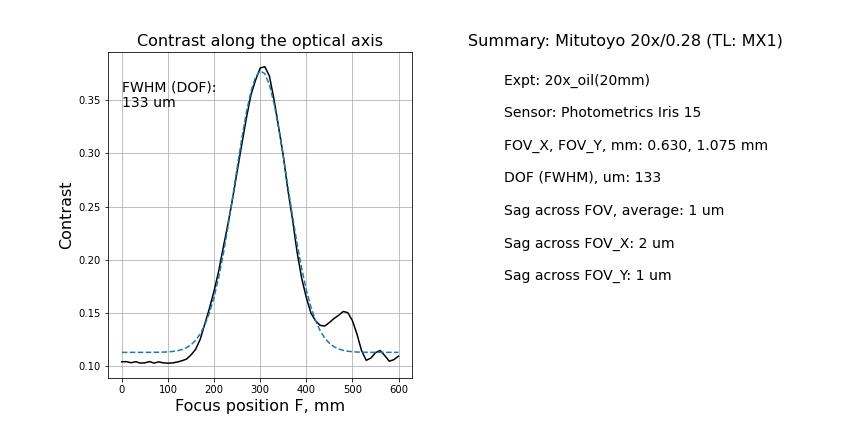 Contrast along the optical axis
FWHM (DOF):
133 um
0.35
0.30
0.25
0.20
0.15
0.10
Contrast
0 100 200 300 400 500 600
Focus position F, mm
Summary: Mitutoyo 20x/0.28 (TL: MX1)
Expt: 20x_oil(20mm)
Sensor: Photometrics Iris 15
FOV_X, FOV_Y, mm: 0.630, 1.075 mm
DOF (FWHM), um: 133
Sag across FOV, average: 1 um
Sag across FOV_X: 2 um
Sag across FOV_Y: 1 um